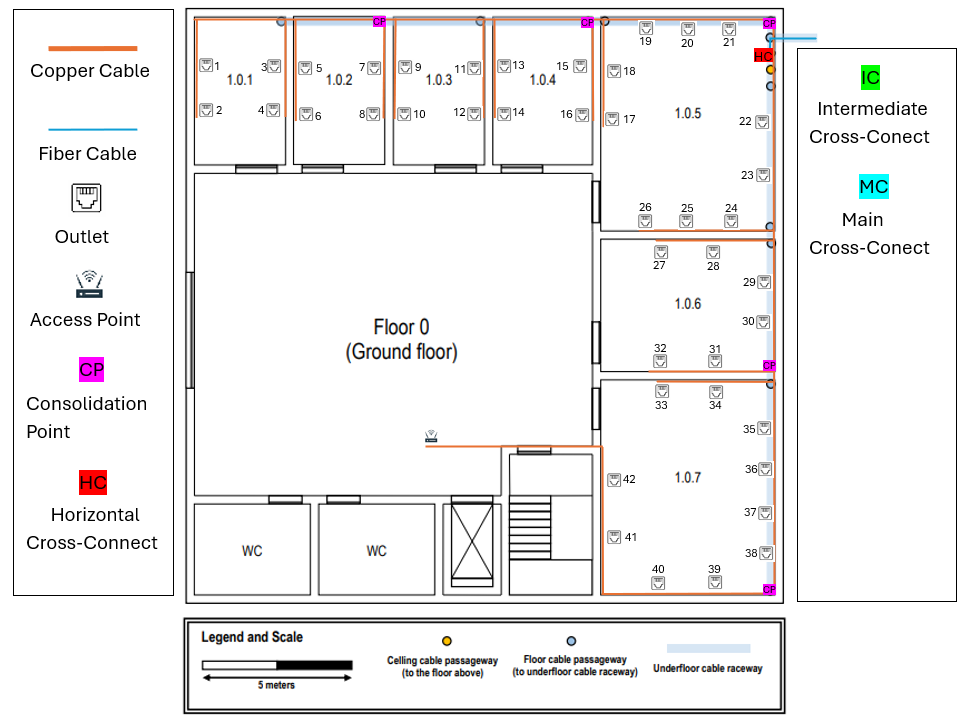 Copper Cable
Fiber Cable
Outlet
Access Point
CP
Consolidation
Point
HC
Horizontal
Cross-Connect
CP
CP
CP
19
20
21
HC
1
3
1.0.1
2
4
5
7
1.0.2
6
8
9
11
1.0.3
10
12
13
15
1.0.4
14
16
18
17
1.0.5
22
23
26
25
24
27
28
29
1.0.6
30
32
31
CP
33
34
35
36
1.0.7
42
37
41
38
40
39
CP
Floor 0
(Ground floor)
WC
WC
IC
Intermediate
Cross-Conect
MC
Main
Cross-Conect
Legend and Scale
5 meters
Celling cable passageway
(to the floor above)
Floor cable passageway
(to underfloor cable raceway)
Underfloor cable raceway